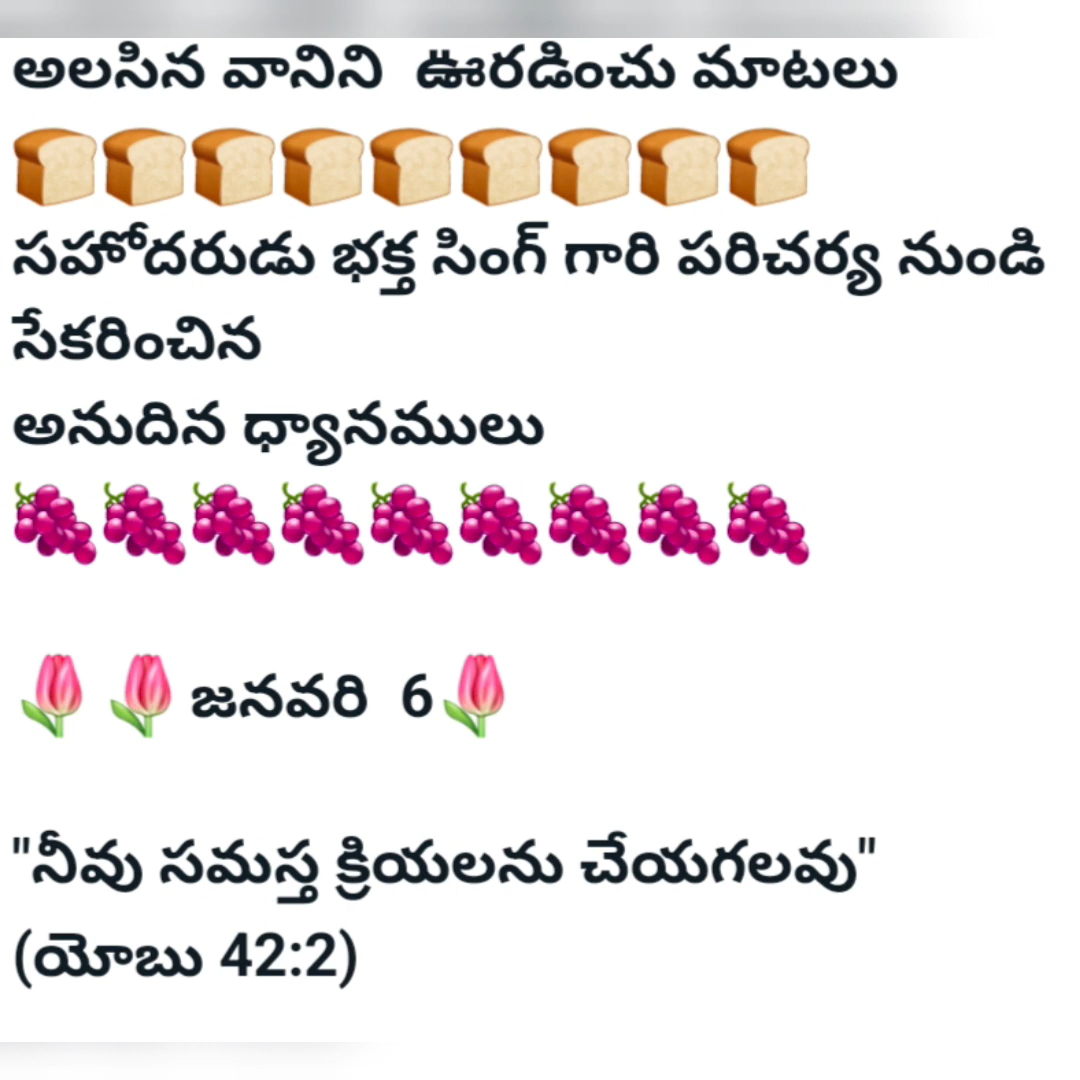 అలసిన వానిని ఊరడించు మాటలు
🍞🍞🍞🍞🍞🍞🍞🍞🍞
సహోదరుడు భక్త సింగ్ గారి పరిచర్య నుండి
సేకరించిన
అనుదిన ధ్యానములు
🍇🍇🍇🍇🍇🍇🍇🍇🍇
🌷🌷జనవరి 6🌷
"నీవు సమస్త క్రియలను చేయగలవు"
(యోబు 42:2)